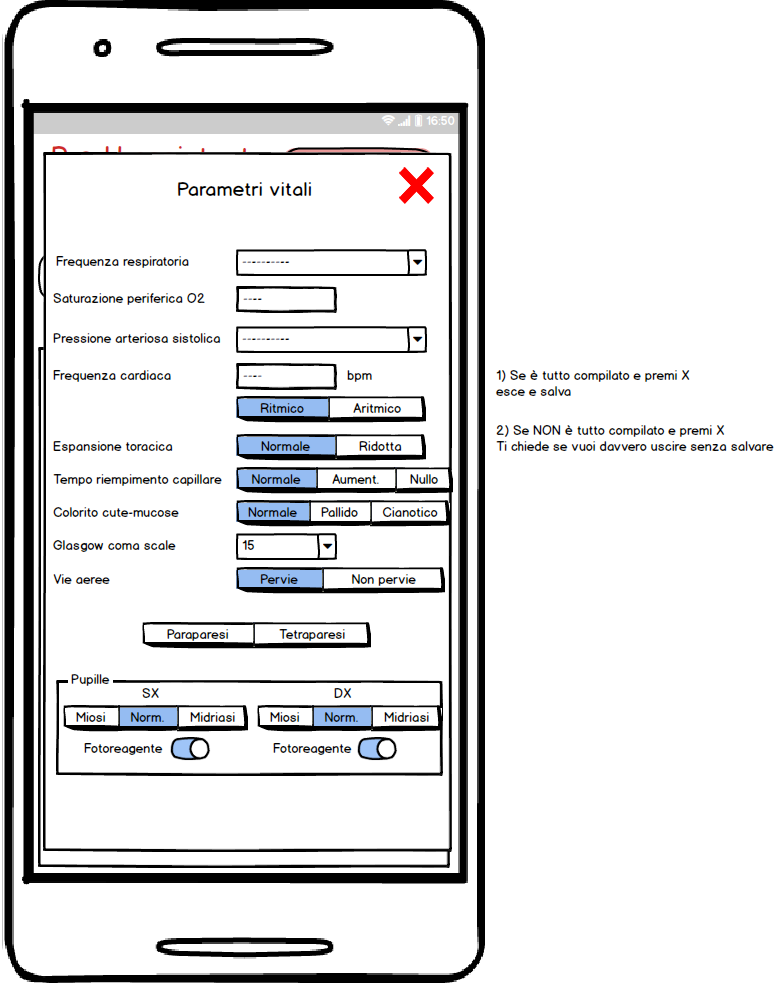 16:50
Parametri vitali
Frequenza respiratoria ----------
Saturazione periferica O2 ----
Pressione arteriosa sistolica ----------
Frequenza cardiaca ---- bpm
Ritmico Aritmico
Espansione toracica Normale Ridotta
Tempo riempimento capillare Normale Aument. Nullo
Colorito cute-mucose Normale Pallido Cianotico
Glasgow coma scale 15
Vie aeree Pervie Non pervie
Paraparesi Tetraparesi
Pupille
SX DX
Miosi Norm. Midriasi Miosi Norm. Midriasi
Fotoreagente Fotoreagente
1) Se è tutto compilato e premi X
esce e salva
2) Se NON è tutto compilato e premi X
Ti chiede se vuoi davvero uscire senza salvare